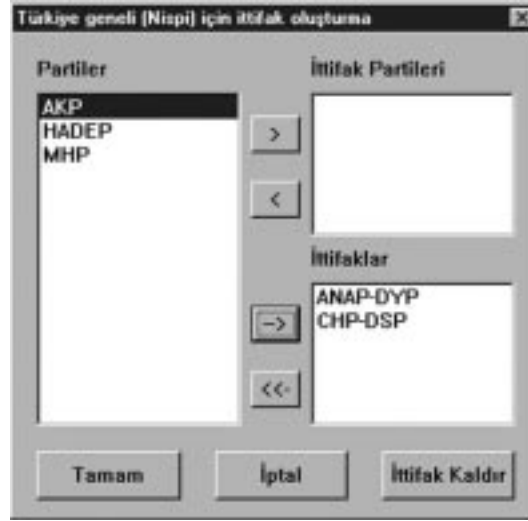 Türkiye geneli (Nispi) için ittifak oluşturma
Partiler
AKP
HADEP
MHP
>
<
->
<<-
İttifak Partileri
İttifaklar
ANAP-DYP
CHP-DSP
Tamam
İptal
İttifak Kaldır